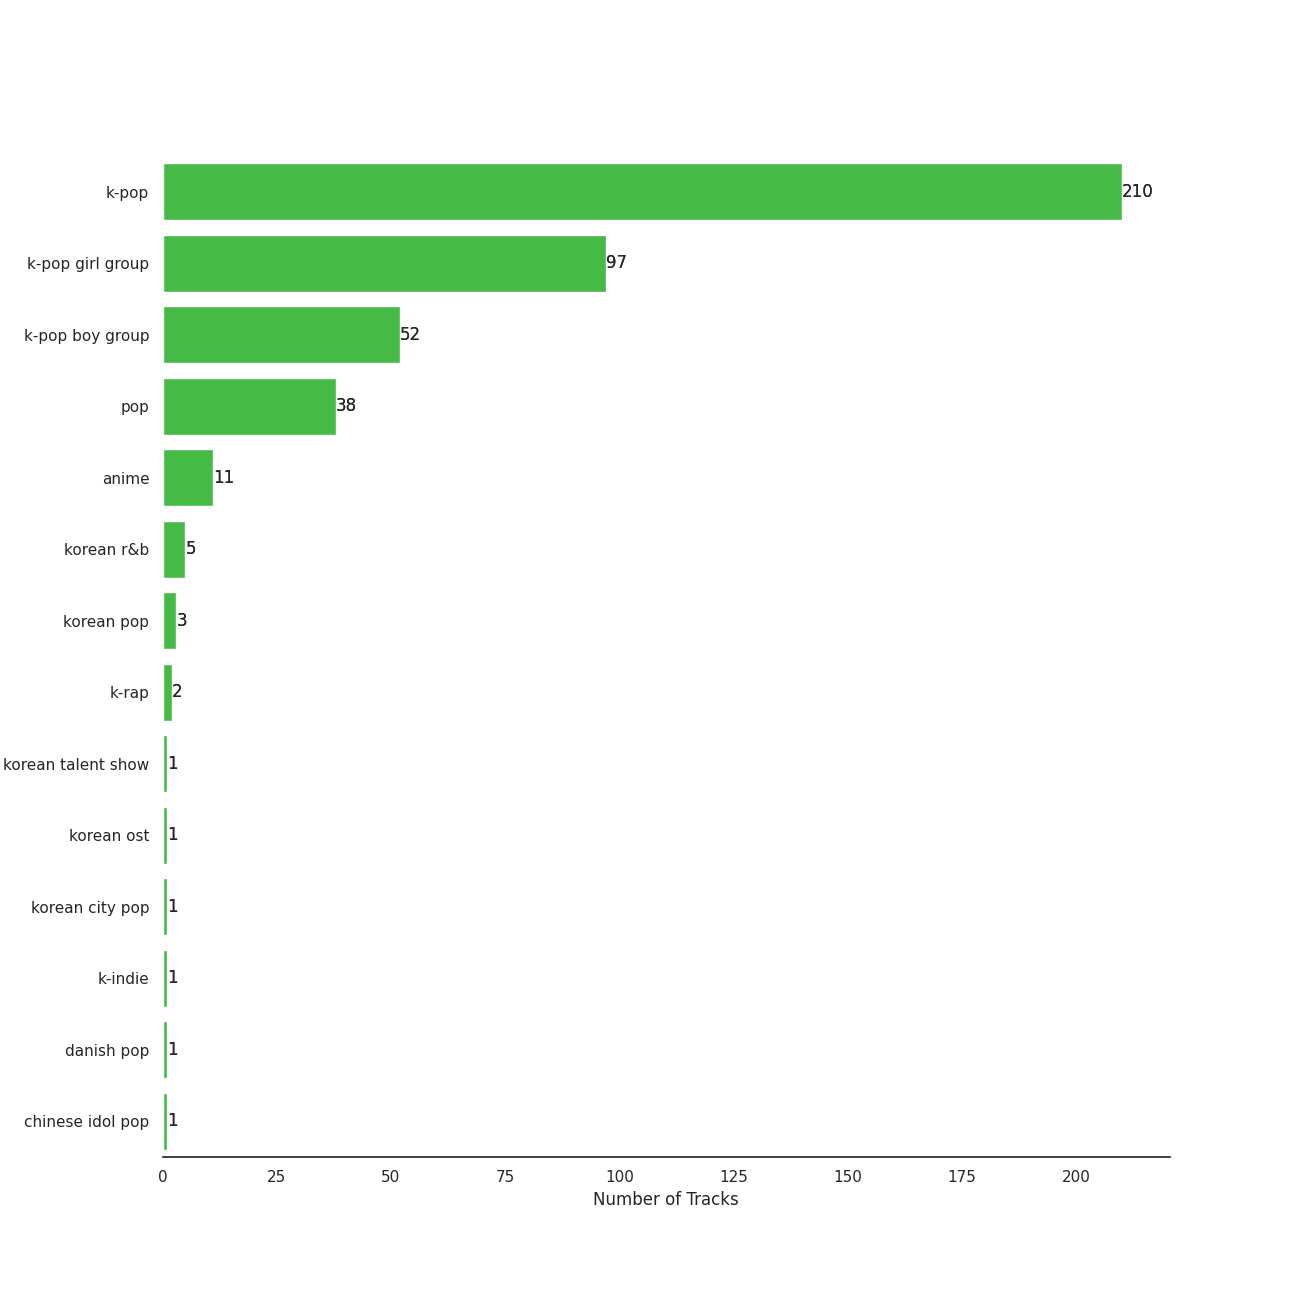 k-pop 210
k-pop girl group 97
k-pop boy group 52
pop 38
anime 11
korean r&b 5
korean pop 3
k-rap 2
korean talent show 1
korean ost 1
korean city pop 1
k-indie 1
danish pop 1
chinese idol pop 1
0 25 50 75 100 125 150 175 200
Number of Tracks